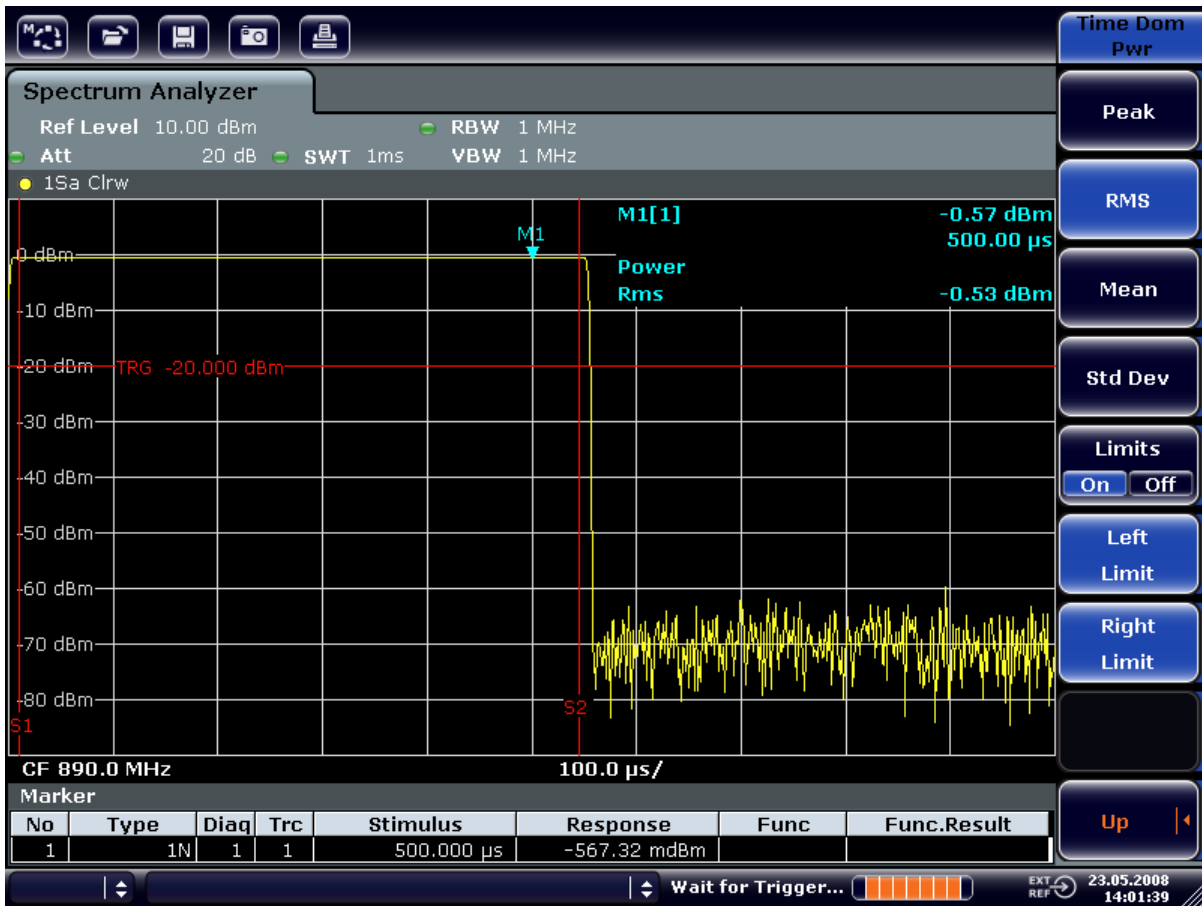 Time Dom
Pwr
Spectrum Analyzer
Ref Level 10.00 dBm RBW 1 MHz
Att 20 dB SWT 1ms VBW 1 MHz
1Sa Clrw
M1[1] -0.57 dBm
500.00 µs
Power
Rms -0.53 dBm
M1
0 dBm
-10 dBm
-20 dBm
TRG -20.000 dBm
-30 dBm
-40 dBm
-50 dBm
-60 dBm
-70 dBm
-80 dBm
S1
S2
CF 890.0 MHz 100.0 µs/
Marker
No Type Diaq Trc Stimulus Response Func Func.Result
1 1N 1 1 500.000 µs -567.32 mdBm
Wait for Trigger...
EXT
REF
23.05.2008
14:01:39
Peak
RMS
Mean
Std Dev
Limits
On Off
Left
Limit
Right
Limit
Up
M